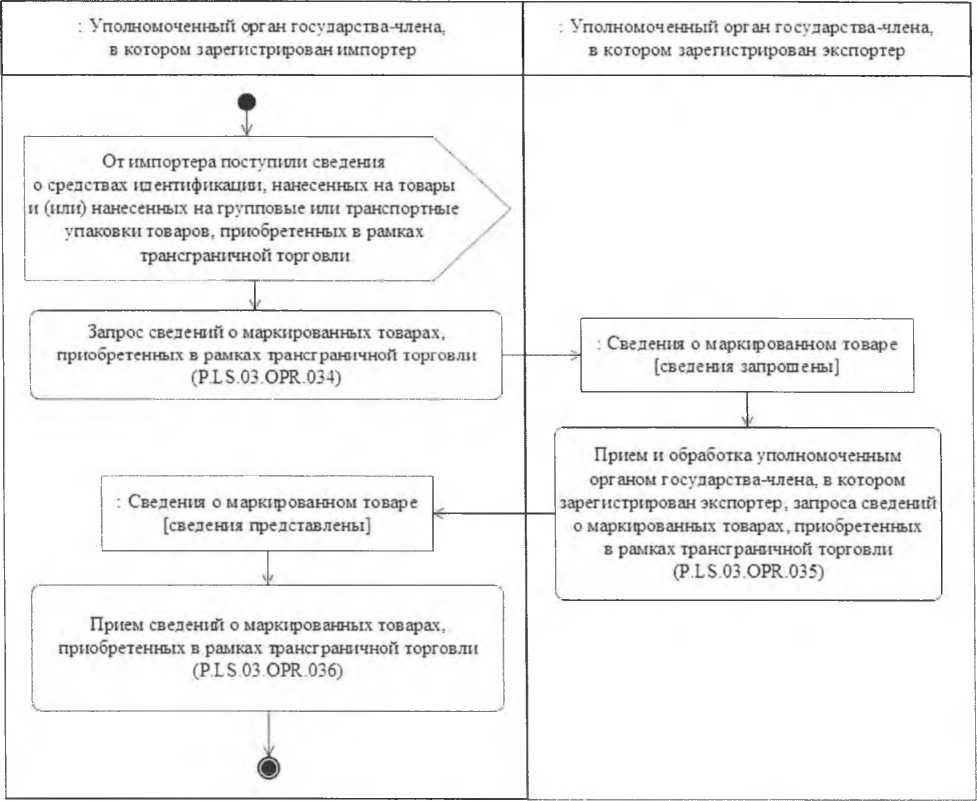 : Уполномоченный орган государства-члена,
в котором зарегистрирован импортер
: Уполномоченный орган государства-члена,
в котором зарегистрирован экспортер
От импортера поступили сведения
о средствах идентификации, нанесенных на товары
и (или) нанесенных на групповые или транспортные
упаковки товаров, приобретенных в рамках
трансграничной торговли
Запрос сведений о маркированных товарах,
приобретенных в рамках трансграничной торговли
(P.LS.03.OPR.034)
: Сведения о маркированном товаре
[сведения запрошены]
Прием и обработка уполномоченным
органом государства-члена, в котором
зарегистрирован экспортер, запроса сведений
о маркированных товарах, приобретенных
в рамках трансграничной торговли
(P.LS.03.OPR.035)
: Сведения о маркированном товаре
[сведения представлены]
Прием сведений о маркированных товарах,
приобретенных в рамках трансграничной торговли
(P.LS.03.OPR.036)